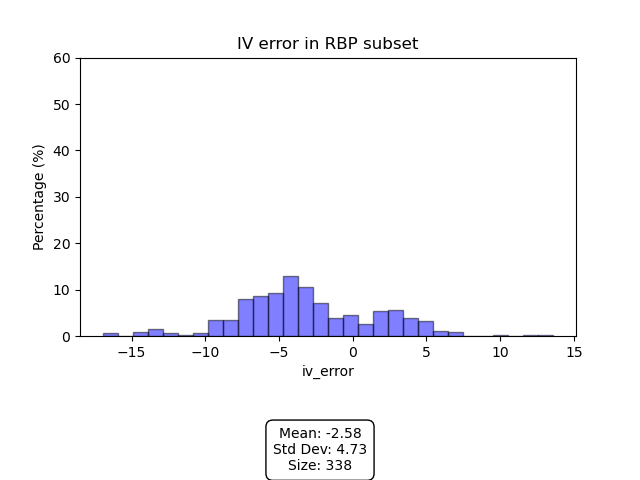 IV error in RBP subset
60
50
40
30
20
10
0
Percentage (%)
−15
−10
−5
0
5
10
15
iv_error
Mean: -2.58
Std Dev: 4.73
Size: 338